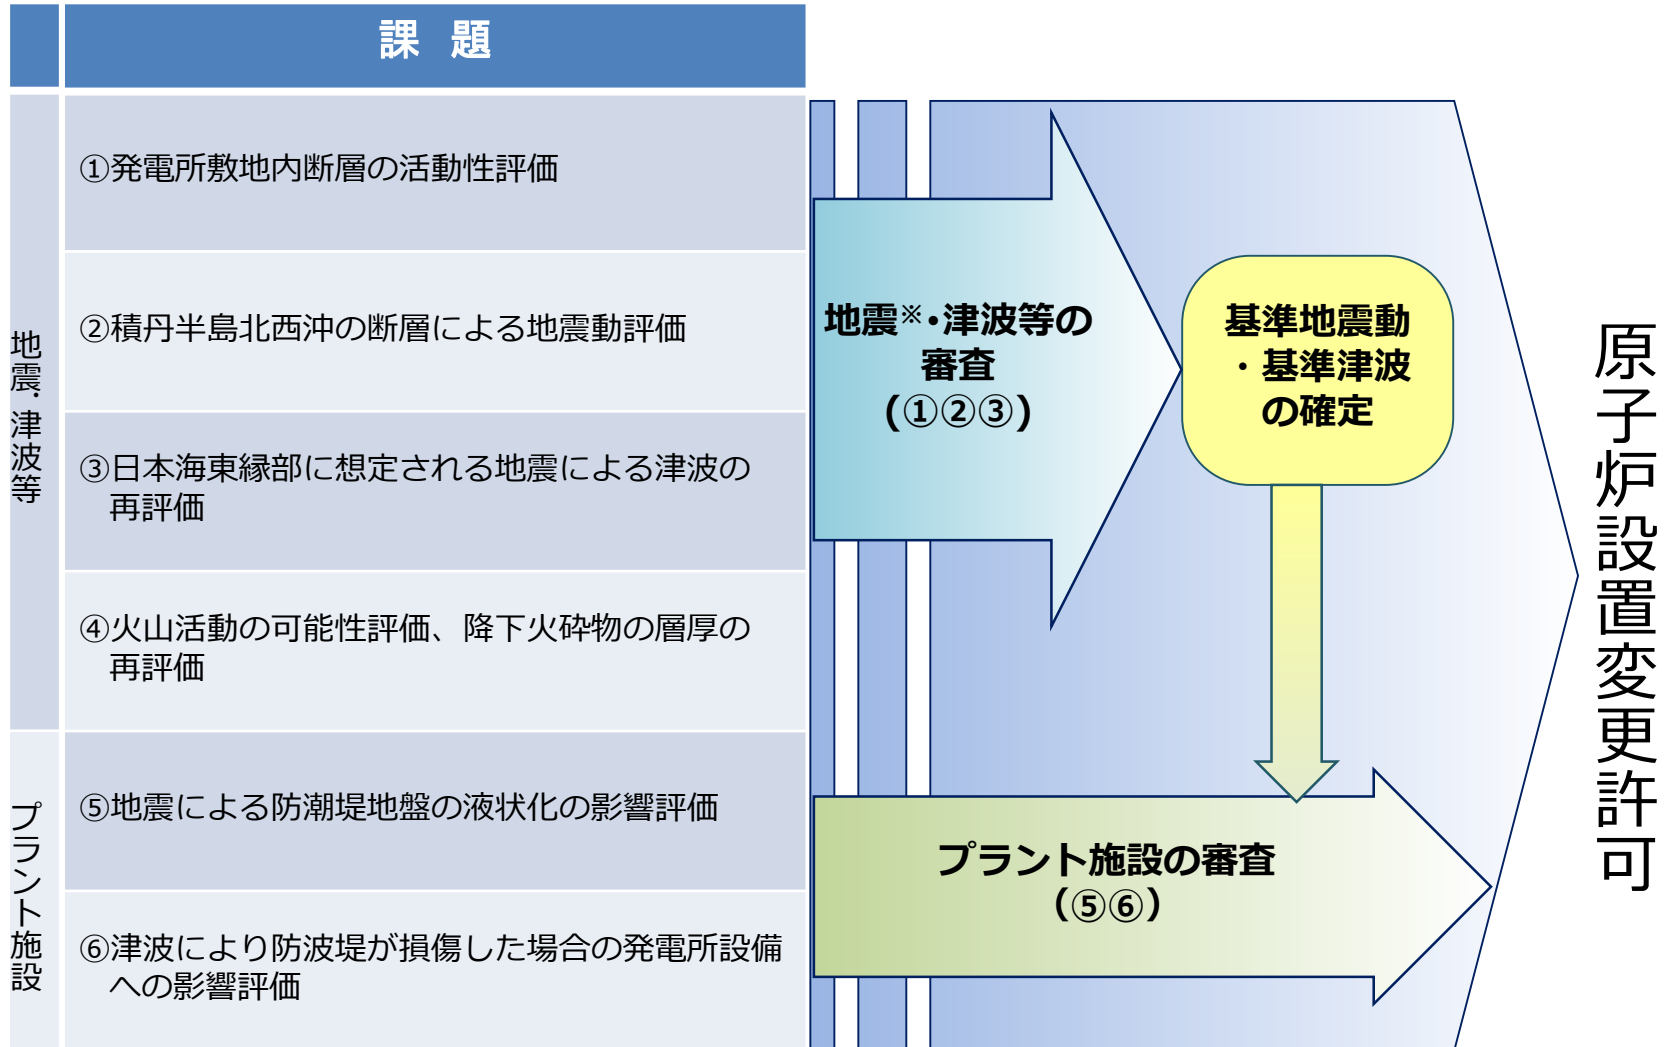 課 題
地震・津波等
①発電所敷地内断層の活動性評価
②積丹半島北西沖の断層による地震動評価
③日本海東縁部に想定される地震による津波の
再評価
④火山活動の可能性評価、降下火砕物の層厚の
再評価
プラント施設
⑤地震による防潮堤地盤の液状化の影響評価
⑥津波により防波堤が損傷した場合の発電所設備
への影響評価
地震※・津波等の
審査
(①②③)
基準地震動
・基準津波
の確定
プラント施設の審査
(⑤⑥)
原子炉設置変更許可